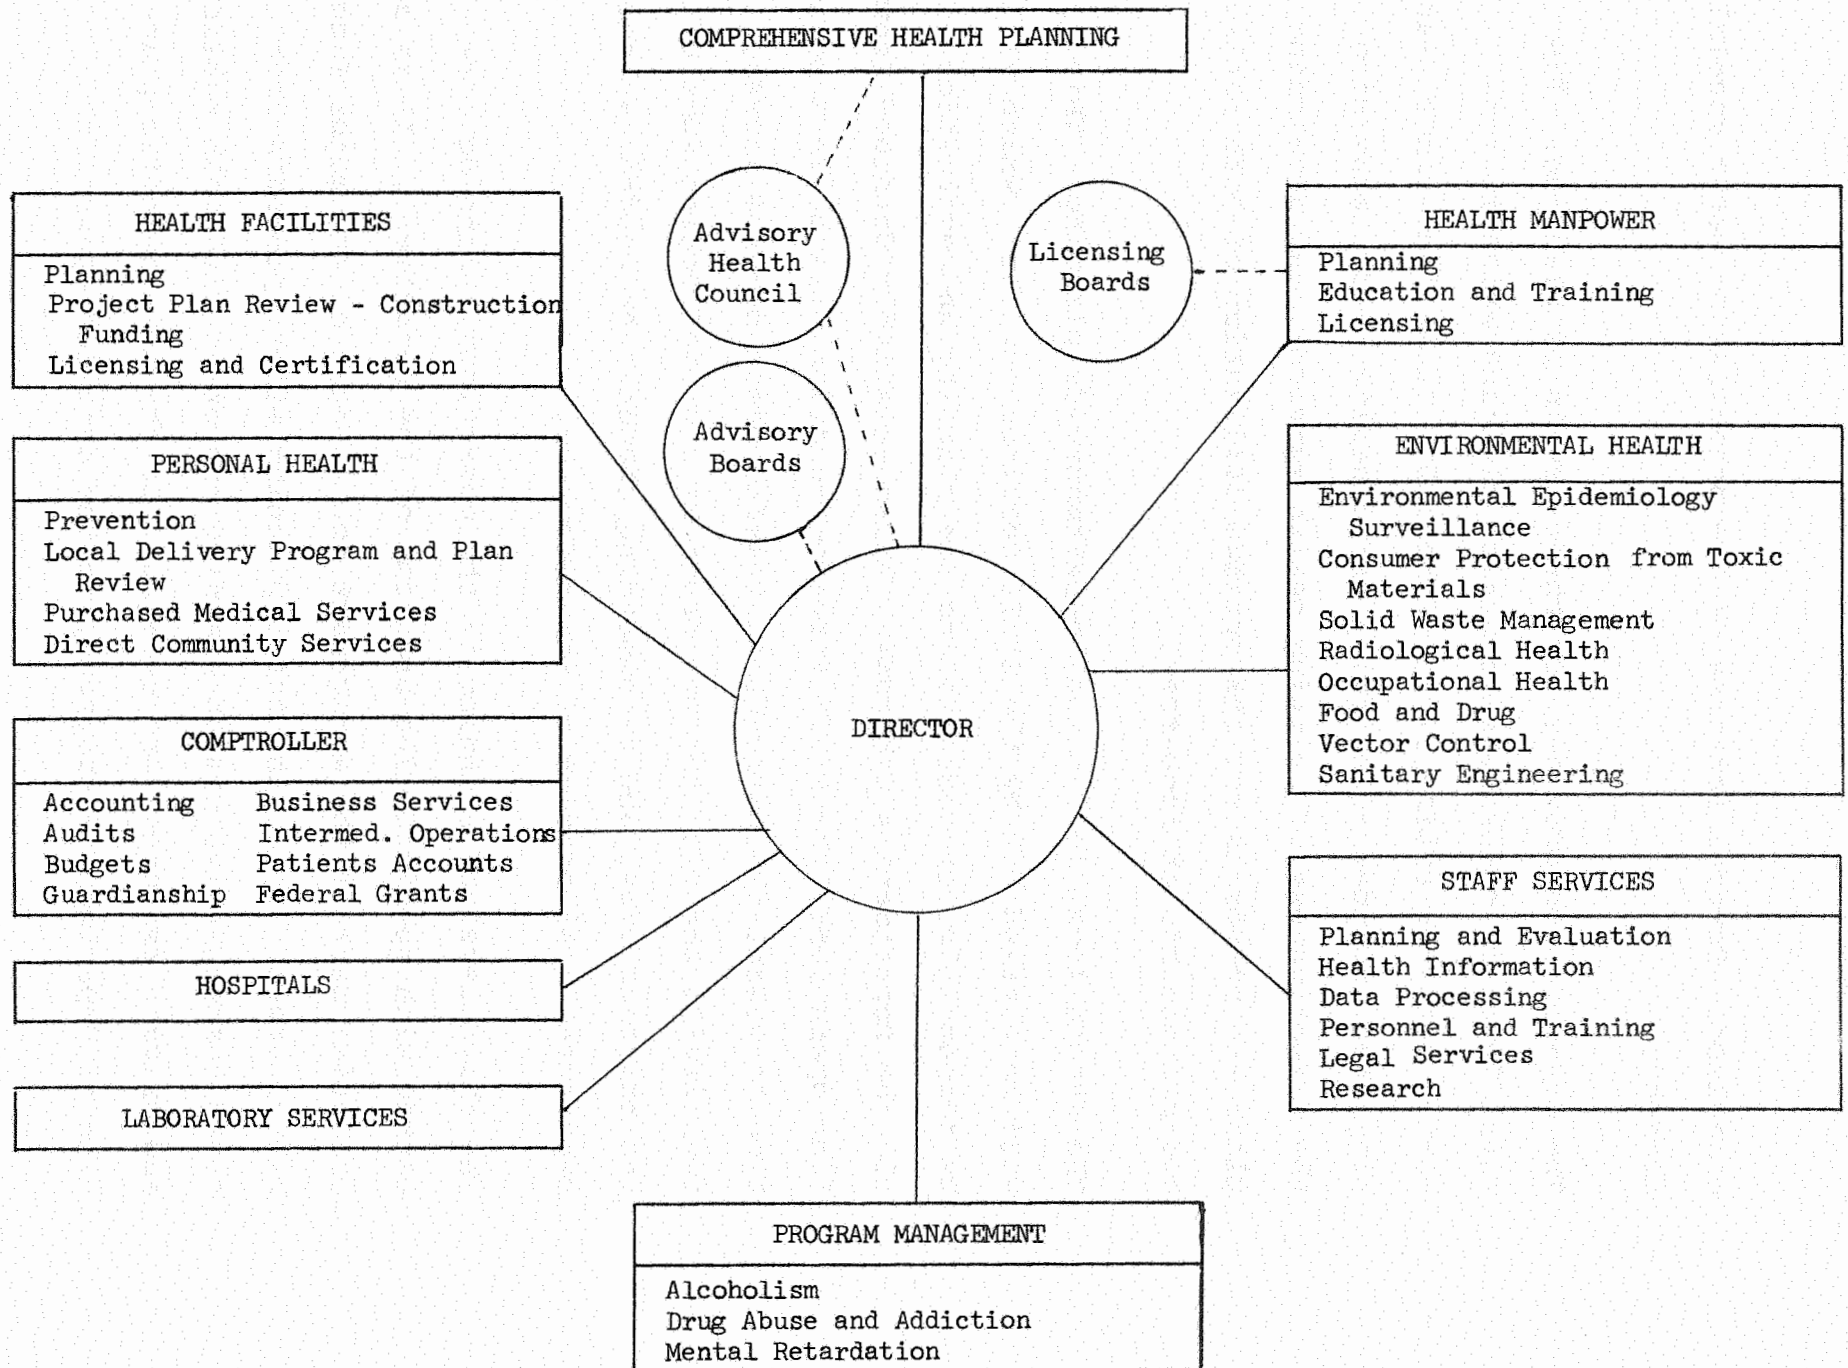 COMPREHENSIVE HEALTH PLANNING
HEALTH FACILITIES
Planning
Project Plan Review - Construction
Funding
Licensing and Certification
Advisory
Health
Council
Licensing
Boards
HEALTH MANPOWER
Planning
Education and Training
Licensing
PERSONAL HEALTH
Prevention
Local Delivery Program and Plan
Review
Purchased Medical Services
Direct Community Services
Advisory
Boards
ENVIRONMENTAL HEALTH
Environmental Epidemiology
Surveillance
Consumer Protection from Toxic
Materials
Solid Waste Management
Radiological Health
Occupational Health
Food and Drug
Vector Control
Sanitary Engineering
DIRECTOR
COMPTROLLER
Accounting Business Services
Audits Intermed. Operations
Budgets Patients Accounts
Guardianship Federal Grants
STAFF SERVICES
Planning and Evaluation
Health Information
Data Processing
Personnel and Training
Legal Services
Research
HOSPITALS
LABORATORY SERVICES
PROGRAM MANAGEMENT
Alcoholism
Drug Abuse and Addiction
Mental Retardation